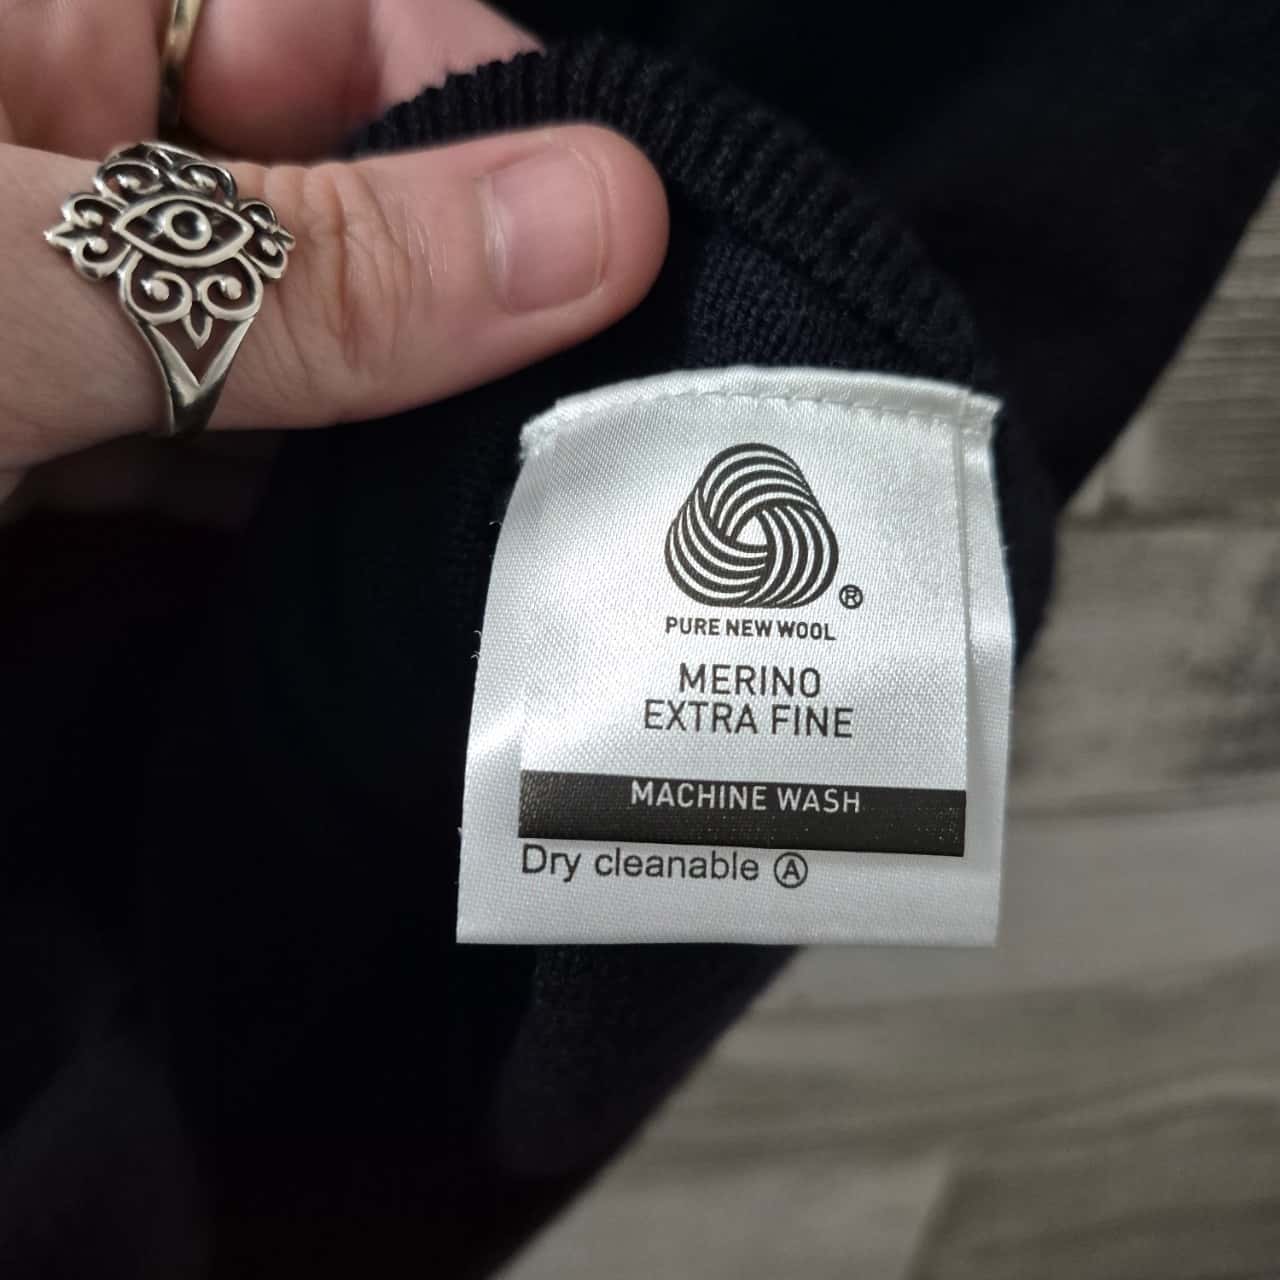 ®
PURE NEW WOOL
MERINO
EXTRA FINE
MACHINE WASH
Dry cleanable Ⓐ